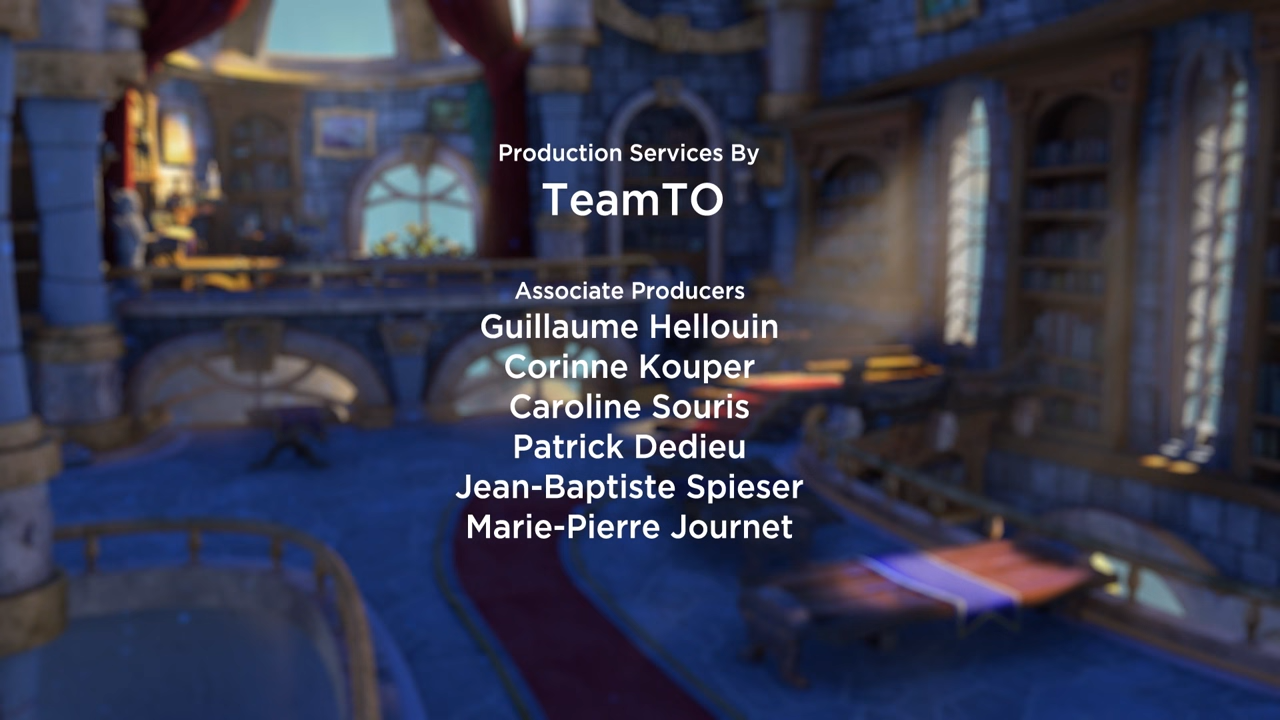 Production Services By
TeamTO
Associate Producers
Guillaume Hellouin
Corinne Kouper
Caroline Souris
Patrick Dedieu
Jean-Baptiste Spieser
Marie-Pierre Journet